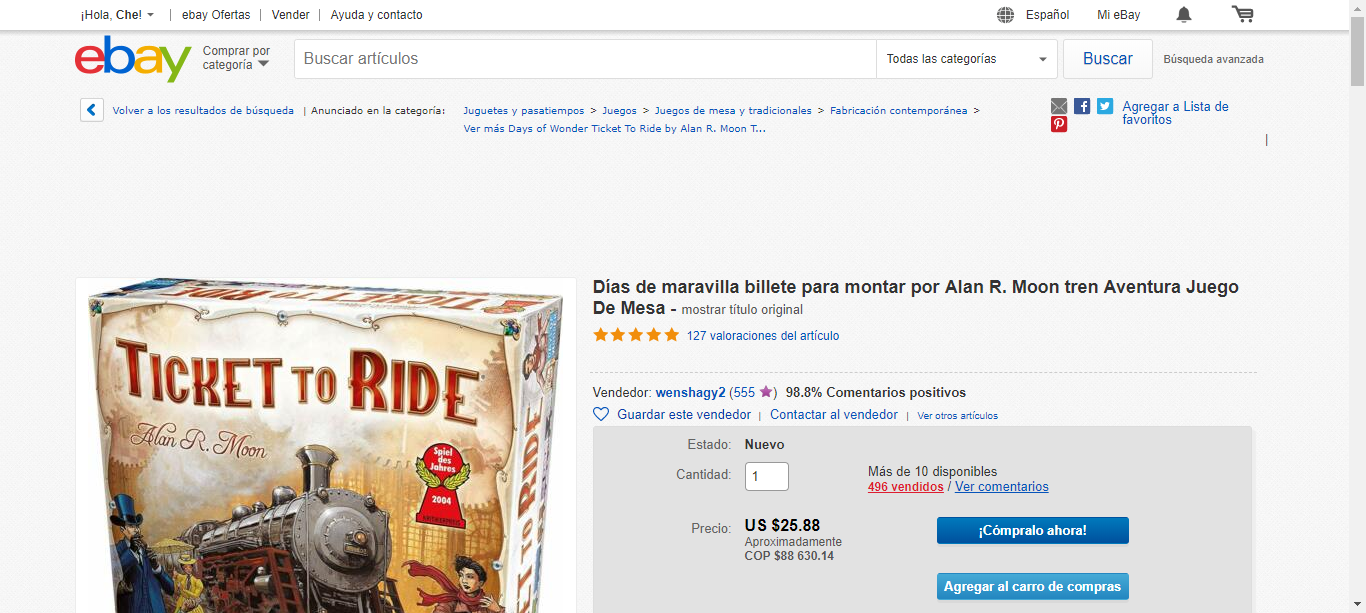 ¡Hola, Che! | ebay Ofertas | Vender | Ayuda y contacto Español Mi eBay
ebay
Comprar por
categoría
Buscar artículos
Todas las categorías
Buscar
Búsqueda avanzada
Volver a los resultados de búsqueda | Anunciado en la categoría: Juguetes y pasatiempos > Juegos > Juegos de mesa y tradicionales > Fabricación contemporánea >
Ver más Days of Wonder Ticket To Ride by Alan R. Moon T...
Agregar a Lista de
favoritos
|
TICKET TO RIDE
TICKET TO RIDE
Alan R. Moon
Spiel
des
Jahres
2004
TICKET TO RIDE
Días de maravilla billete para montar por Alan R. Moon tren Aventura Juego
De Mesa - mostrar título original
127 valoraciones del artículo
Vendedor: wenshagy2 (555 ) 98.8% Comentarios positivos
Guardar este vendedor | Contactar al vendedor | Ver otros artículos
Estado: Nuevo
Cantidad: 1
Más de 10 disponibles
496 vendidos / Ver comentarios
Precio: US $25.88
Aproximadamente
COP $88 630.14
¡Cómpralo ahora!
Agregar al carro de compras